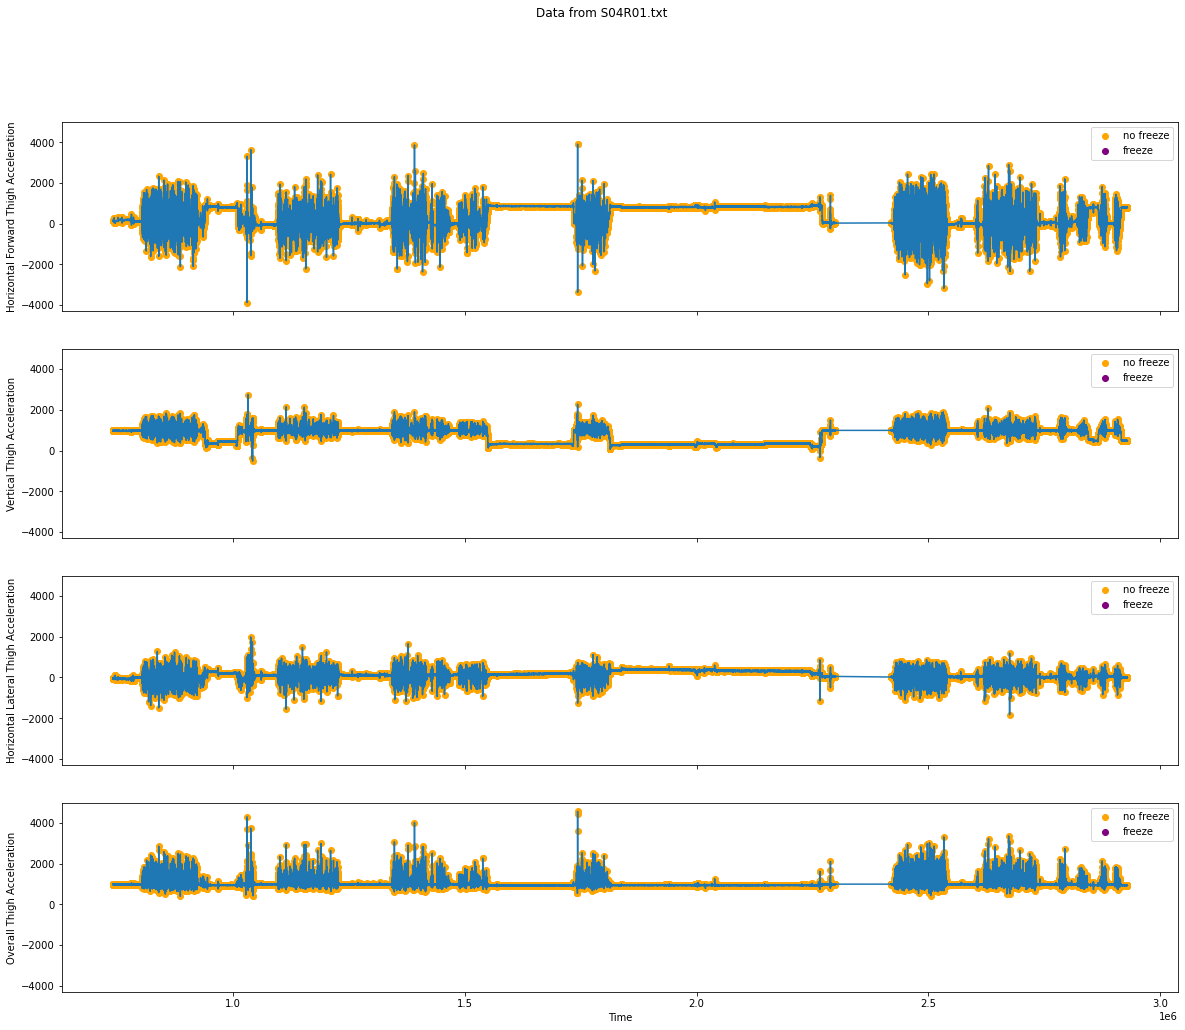 Data from S04R01.txt
Horizontal Forward Thigh Acceleration
4000
2000
0
−2000
−4000
no freeze
freeze
Vertical Thigh Acceleration
4000
2000
0
−2000
−4000
no freeze
freeze
Horizontal Lateral Thigh Acceleration
4000
2000
0
−2000
−4000
no freeze
freeze
Overall Thigh Acceleration
4000
2000
0
−2000
−4000
no freeze
freeze
1.0 1.5 2.0 2.5 3.0
Time
1e6